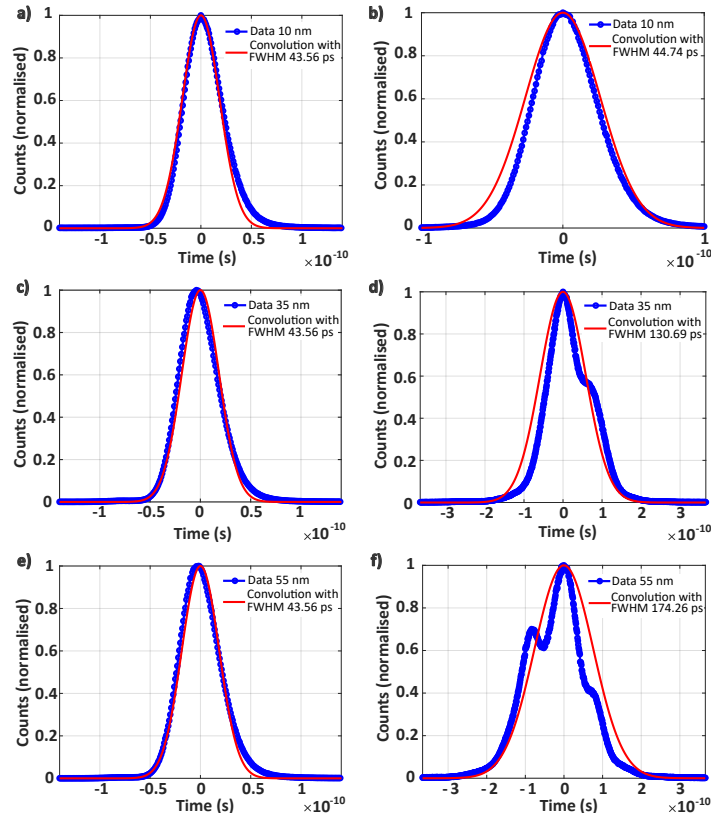 a)
Data 10 nm
Convolution with
FWHM 43.56 ps
Counts (normalised)
1
0.8
0.6
0.4
0.2
0
-1
-0.5
0
0.5
1
Time (s)
×10⁻¹⁰
b)
Data 10 nm
Convolution with
FWHM 44.74 ps
Counts (normalised)
1
0.8
0.6
0.4
0.2
0
-1
0
1
Time (s)
×10⁻¹⁰
c)
Data 35 nm
Convolution with
FWHM 43.56 ps
Counts (normalised)
1
0.8
0.6
0.4
0.2
0
-1
-0.5
0
0.5
1
Time (s)
×10⁻¹⁰
d)
Data 35 nm
Convolution with
FWHM 130.69 ps
Counts (normalised)
1
0.8
0.6
0.4
0.2
0
-3
-2
-1
0
1
2
3
Time (s)
×10⁻¹⁰
e)
Data 55 nm
Convolution with
FWHM 43.56 ps
Counts (normalised)
1
0.8
0.6
0.4
0.2
0
-1
-0.5
0
0.5
1
Time (s)
×10⁻¹⁰
f)
Data 55 nm
Convolution with
FWHM 174.26 ps
Counts (normalised)
1
0.8
0.6
0.4
0.2
0
-3
-2
-1
0
1
2
3
Time (s)
×10⁻¹⁰